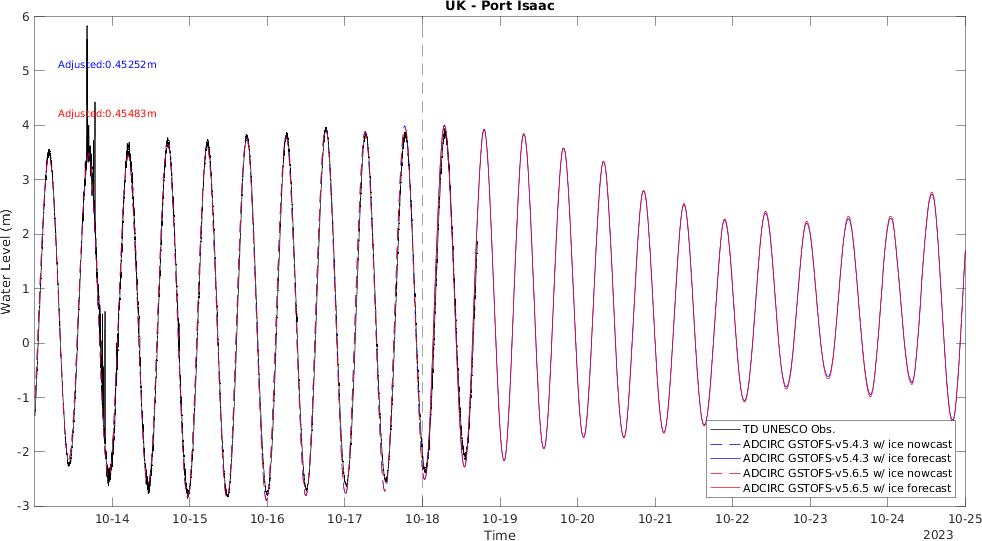 UK - Port Isaac
6
5
4
3
2
1
0
-1
-2
-3
Water Level (m)
Adjusted:0.45252m
Adjusted:0.45483m
TD UNESCO Obs.
ADCIRC GSTOFS-v5.4.3 w/ ice nowcast
ADCIRC GSTOFS-v5.4.3 w/ ice forecast
ADCIRC GSTOFS-v5.6.5 w/ ice nowcast
ADCIRC GSTOFS-v5.6.5 w/ ice forecast
10-14 10-15 10-16 10-17 10-18 10-19 10-20 10-21 10-22 10-23 10-24 10-25
Time
2023